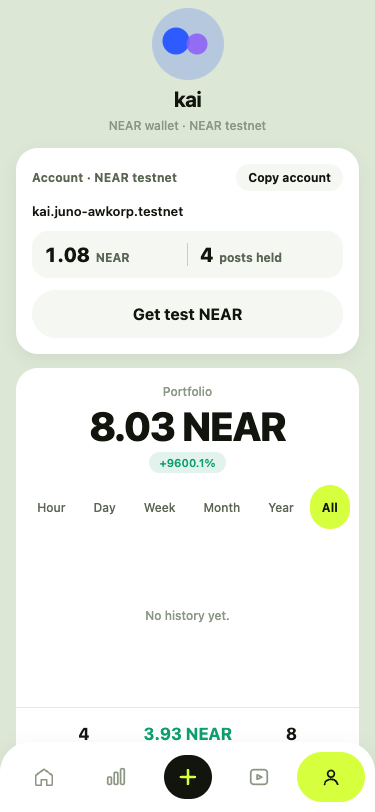 kai
NEAR wallet · NEAR testnet
Account · NEAR testnet
Copy account
kai.juno-awkorp.testnet
1.08 NEAR
4 posts held
Get test NEAR
Portfolio
8.03 NEAR
+9600.1%
Hour Day Week Month Year All
No history yet.
4 3.93 NEAR 8